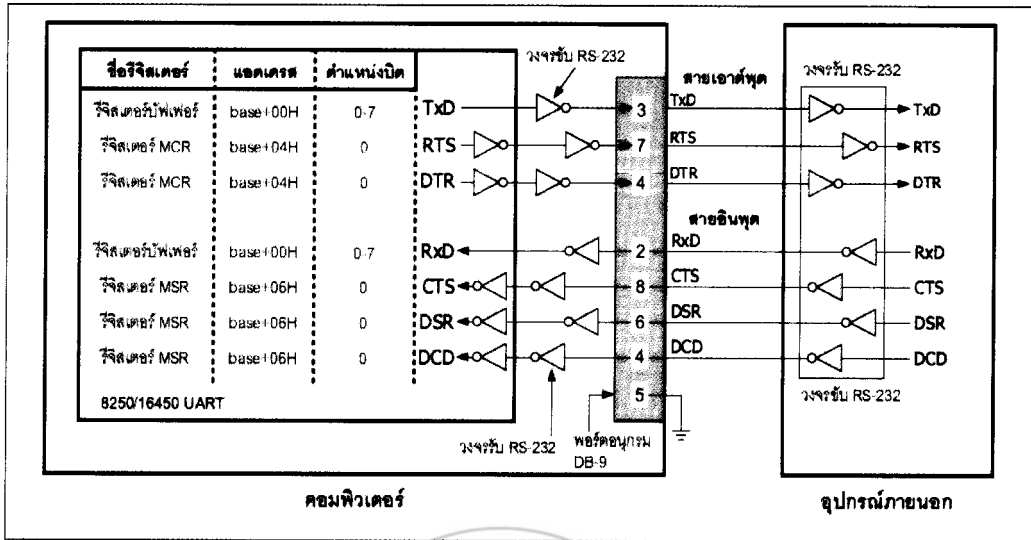 วงจรขับ RS-232
ชื่อรีจิสเตอร์ แอดเดรส ตำแหน่งบิต
สายเอาต์พุต
วงจรรับ RS-232
รีจิสเตอร์บัฟเฟอร์ base+00H 0-7 TxD 3 TxD TxD
รีจิสเตอร์ MCR base+04H 0 RTS 7 RTS RTS
รีจิสเตอร์ MCR base+04H 0 DTR 4 DTR DTR
สายอินพุต
รีจิสเตอร์บัฟเฟอร์ base+00H 0-7 RxD 2 RxD RxD
รีจิสเตอร์ MSR base+06H 0 CTS 8 CTS CTS
รีจิสเตอร์ MSR base+06H 0 DSR 6 DSR DSR
รีจิสเตอร์ MSR base+06H 0 DCD 4 DCD DCD
8250/16450 UART
5
วงจรขับ RS-232
วงจรรับ RS-232
พอร์ตอนุกรม
DB-9
คอมพิวเตอร์
อุปกรณ์ภายนอก